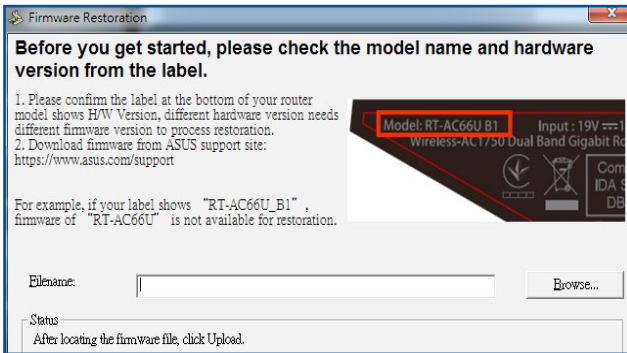 Firmware Restoration
Before you get started, please check the model name and hardware
version from the label.
1. Please confirm the label at the bottom of your router
model shows H/W Version, different hardware version needs
different firmware version to process restoration.
2. Download firmware from ASUS support site:
https://www.asus.com/support
For example, if your label shows “RT-AC66U_B1” ,
firmware of “RT-AC66U” is not available for restoration.
Model: RT-AC66U B1 Input : 19V
Wireless-AC1750 Dual Band Gigabit
Com
IDA
DB
Filename:
Browse...
Status
After locating the firmware file, click Upload.